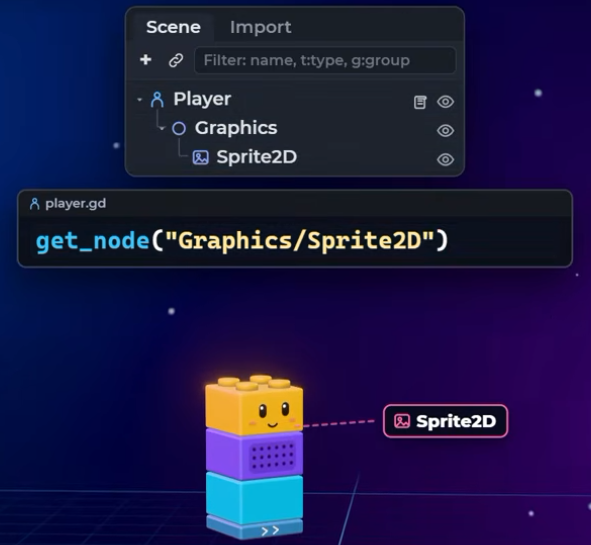 Scene Import
Filter: name, t:type, g:group
Player
Graphics
Sprite2D
player.gd
get_node("Graphics/Sprite2D")
Sprite2D
>>